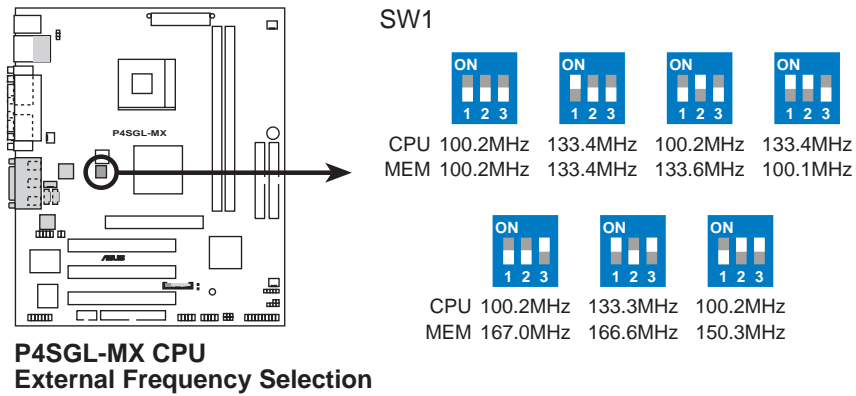 SW1
ON ON ON ON
1 2 3 1 2 3 1 2 3 1 2 3
P4SGL-MX
CPU 100.2MHz 133.4MHz 100.2MHz 133.4MHz
MEM 100.2MHz 133.4MHz 133.6MHz 100.1MHz
ON ON ON
/ISUS
1 2 3 1 2 3 1 2 3
CPU 100.2MHz 133.3MHz 100.2MHz
MEM 167.0MHz 166.6MHz 150.3MHz
P4SGL-MX CPU
External Frequency Selection